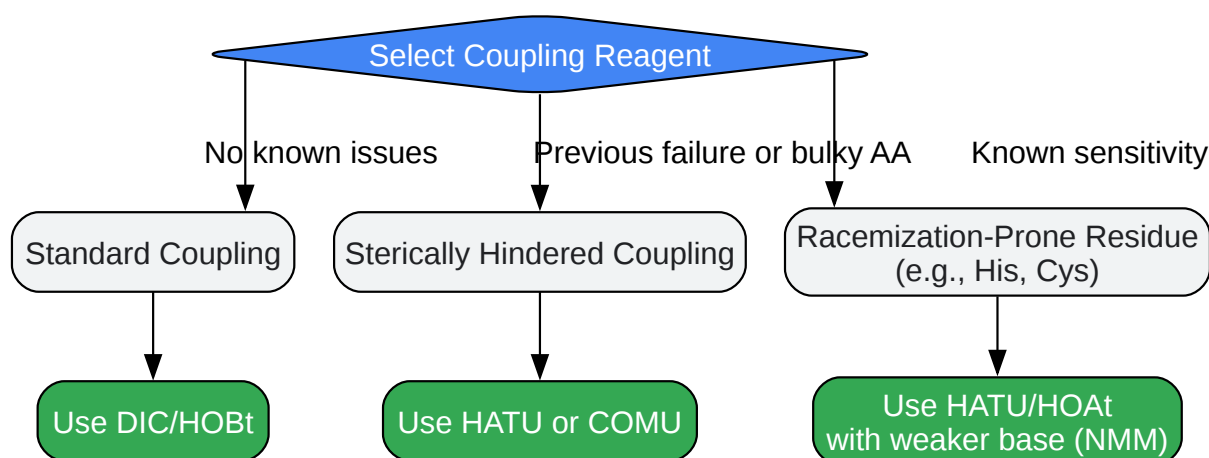 Select Coupling Reagent
No known issues
Previous failure or bulky AA
Known sensitivity
Standard Coupling
Sterically Hindered Coupling
Racemization-Prone Residue
(e.g., His, Cys)
Use DIC/HOBt
Use HATU or COMU
Use HATU/HOAt
with weaker base (NMM)